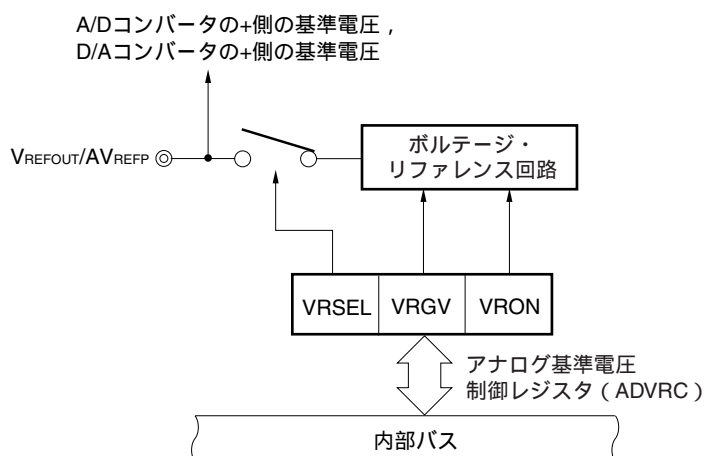 A/Dコンバータの+側の基準電圧，
D/Aコンバータの+側の基準電圧
VREFOUT/AVREFP
ボルテージ・
リファレンス回路
VRSEL
VRGV
VRON
アナログ基準電圧
制御レジスタ（ADVRC）
内部バス